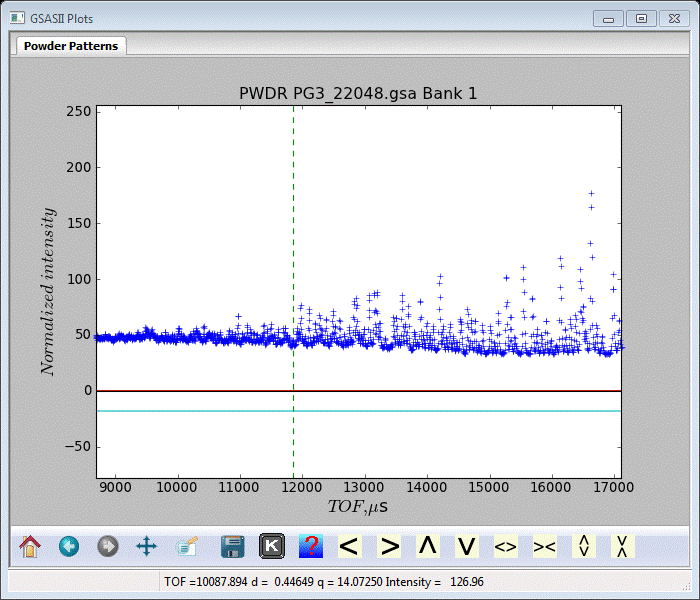 GSASII Plots
Powder Patterns
PWDR PG3_22048.gsa Bank 1
250
200
150
100
50
0
−50
Normalized intensity
9000 10000 11000 12000 13000 14000 15000 16000 17000
TOF,μs
K ? < > Λ V <> >< 
TOF =10087.894 d = 0.44649 q = 14.07250 Intensity = 126.96